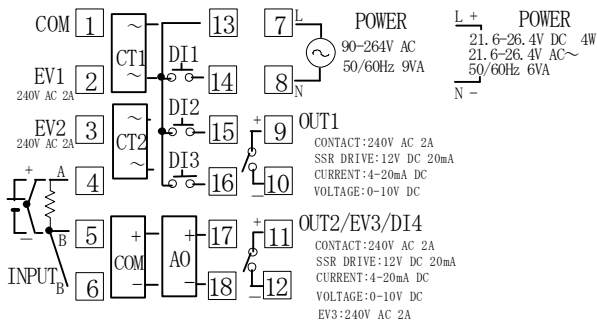 COM 1 ~ 13 7 L POWER L + POWER
90-264V AC
50/60Hz 9VA
21.6-26.4V DC 4W
21.6-26.4V AC~
50/60Hz 6VA
N -
CT1 DI1
EV1 2 ~ 14 8 N
240V AC 2A
DI2
EV2 3 ~ 15 + 9 OUT1
240V AC 2A
CT2
CONTACT:240V AC 2A
SSR DRIVE:12V DC 20mA
CURRENT:4-20mA DC
VOLTAGE:0-10V DC
DI3
+ A 4 ~ 16 — 10
— B 5 + + 17 + 11 OUT2/EV3/DI4
COM AO
CONTACT:240V AC 2A
SSR DRIVE:12V DC 20mA
CURRENT:4-20mA DC
VOLTAGE:0-10V DC
EV3:240V AC 2A
INPUT B 6 — — 18 — 12